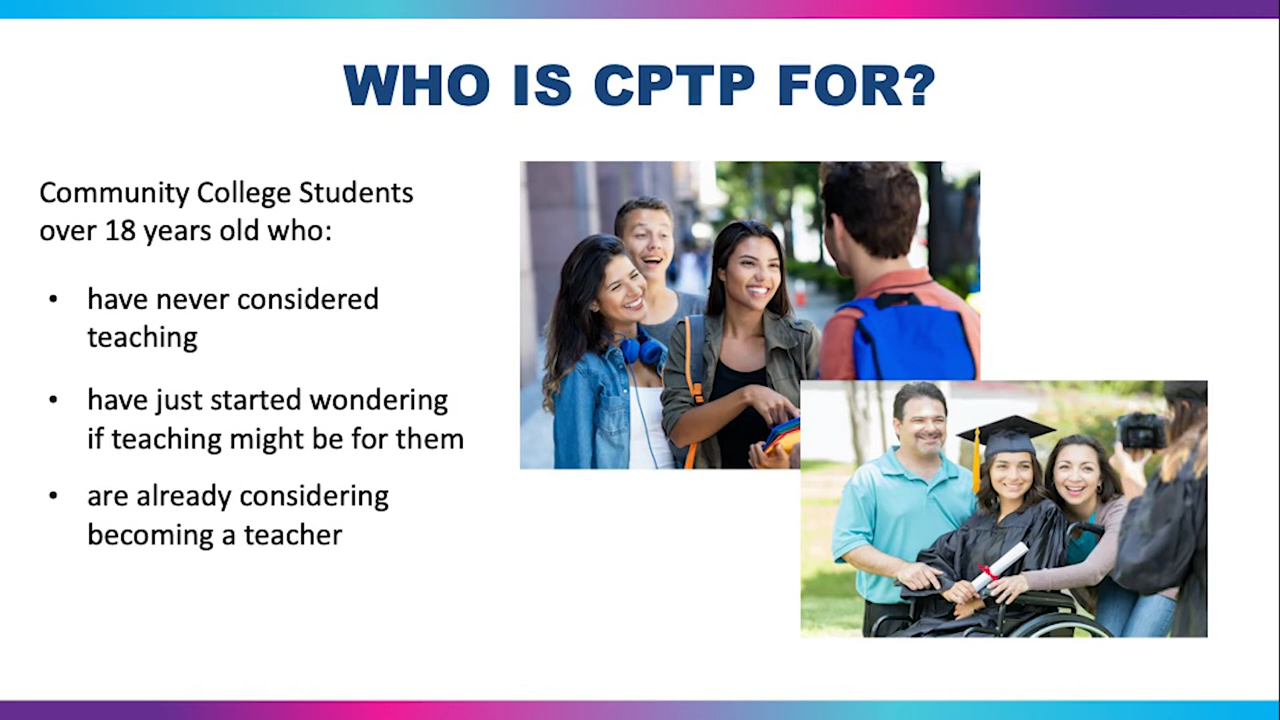 WHO IS CPTP FOR?
Community College Students
over 18 years old who:
• have never considered
teaching
• have just started wondering
if teaching might be for them
• are already considering
becoming a teacher